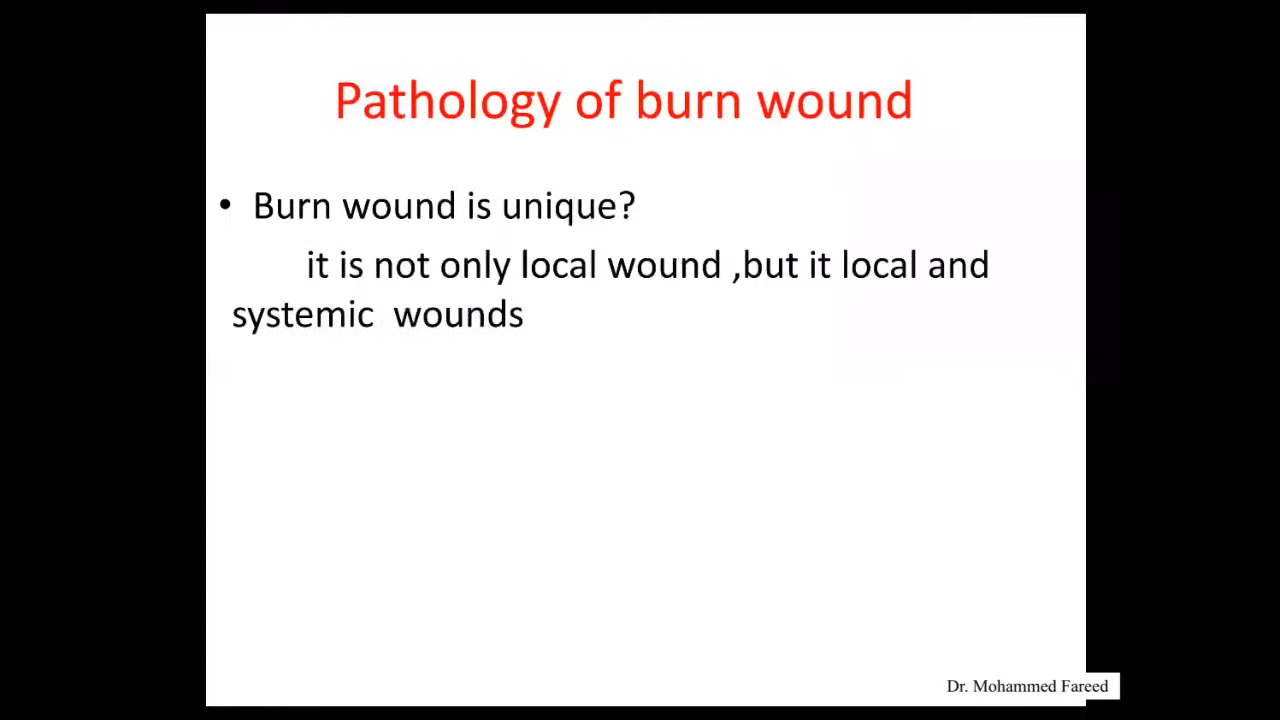 Pathology of burn wound
• Burn wound is unique?
it is not only local wound ,but it local and
systemic wounds
Dr. Mohammed Fareed